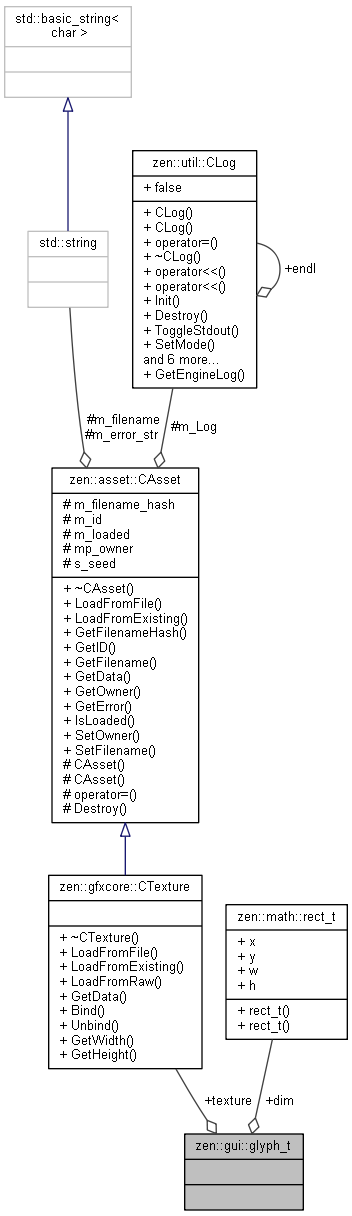 std::basic_string<
char >
zen::util::CLog
+ false
+ CLog()
+ CLog()
+ operator=()
+ ~CLog()
+ operator<<()
+ operator<<()
+ Init()
+ Destroy()
+ ToggleStdout()
+ SetMode()
and 6 more...
+ GetEngineLog()
+endl
std::string
#m_filename
#m_error_str
#m_Log
zen::asset::CAsset
# m_filename_hash
# m_id
# m_loaded
# mp_owner
# s_seed
+ ~CAsset()
+ LoadFromFile()
+ LoadFromExisting()
+ GetFilenameHash()
+ GetID()
+ GetFilename()
+ GetData()
+ GetOwner()
+ GetError()
+ IsLoaded()
+ SetOwner()
+ SetFilename()
# CAsset()
# CAsset()
# operator=()
# Destroy()
zen::gfxcore::CTexture
+ ~CTexture()
+ LoadFromFile()
+ LoadFromExisting()
+ LoadFromRaw()
+ GetData()
+ Bind()
+ Unbind()
+ GetWidth()
+ GetHeight()
zen::math::rect_t
+ x
+ y
+ w
+ h
+ rect_t()
+ rect_t()
+texture
+dim
zen::gui::glyph_t